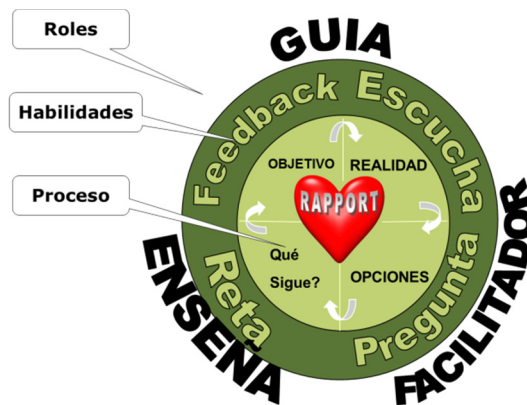 Roles
GUIA
Habilidades
Feedback
Escucha
OBJETIVO
REALIDAD
Proceso
RAPPORT
Qué
Sigue?
OPCIONES
Reta
Pregunta
ENSEÑA
FACILITADOR